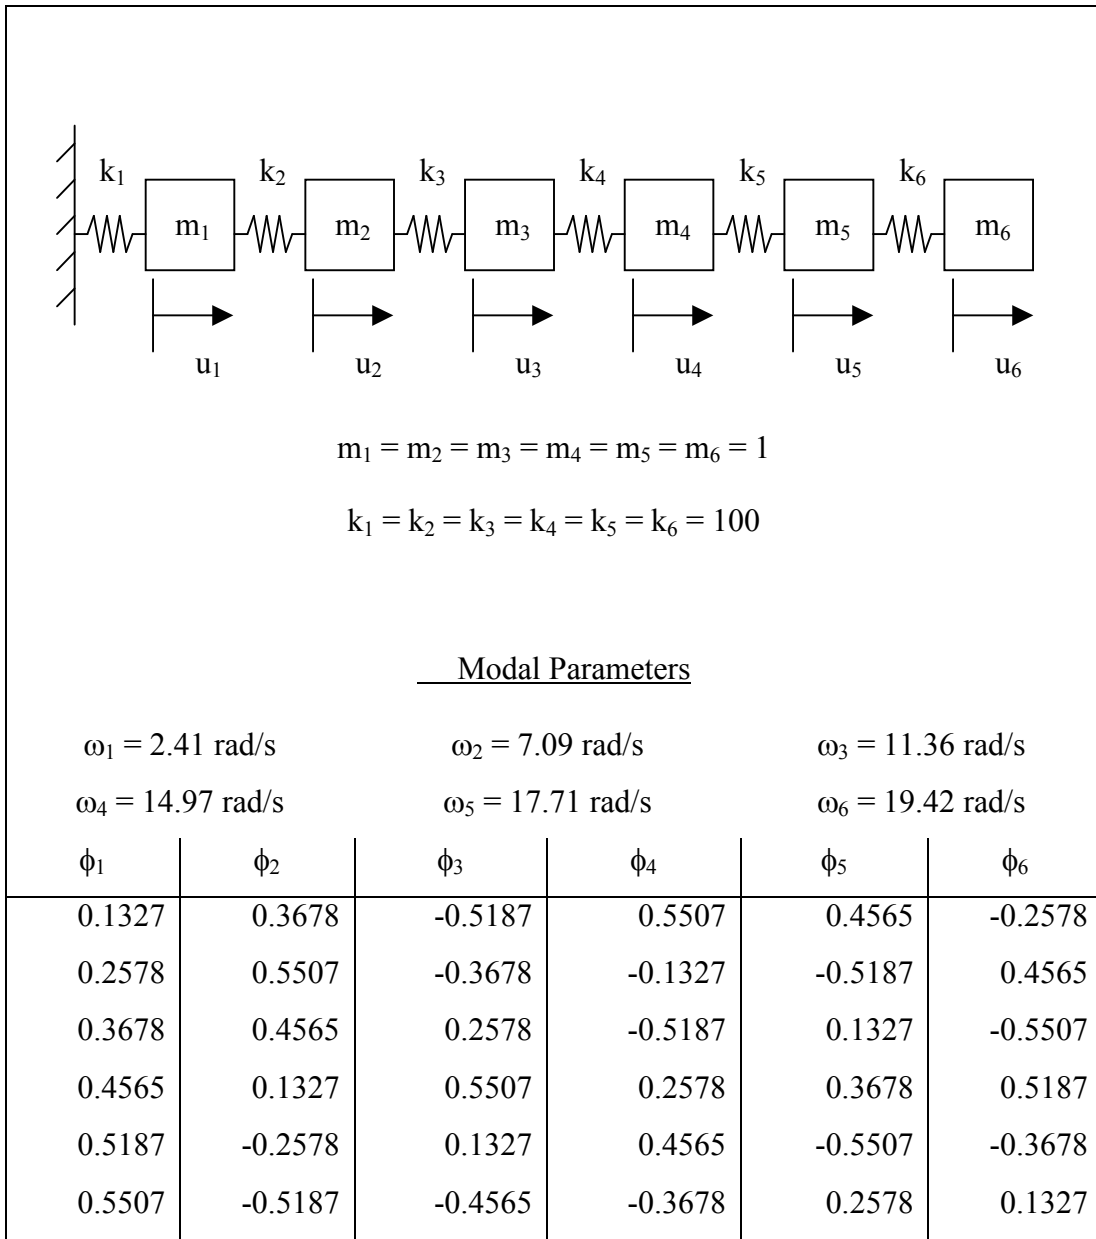 k₁ k₂ k₃ k₄ k₅ k₆
m₁ m₂ m₃ m₄ m₅ m₆
u₁ u₂ u₃ u₄ u₅ u₆
m₁ = m₂ = m₃ = m₄ = m₅ = m₆ = 1
k₁ = k₂ = k₃ = k₄ = k₅ = k₆ = 100
Modal Parameters
ω₁ = 2.41 rad/s ω₂ = 7.09 rad/s ω₃ = 11.36 rad/s
ω₄ = 14.97 rad/s ω₅ = 17.71 rad/s ω₆ = 19.42 rad/s
ϕ₁ ϕ₂ ϕ₃ ϕ₄ ϕ₅ ϕ₆
0.1327 0.3678 -0.5187 0.5507 0.4565 -0.2578
0.2578 0.5507 -0.3678 -0.1327 -0.5187 0.4565
0.3678 0.4565 0.2578 -0.5187 0.1327 -0.5507
0.4565 0.1327 0.5507 0.2578 0.3678 0.5187
0.5187 -0.2578 0.1327 0.4565 -0.5507 -0.3678
0.5507 -0.5187 -0.4565 -0.3678 0.2578 0.1327